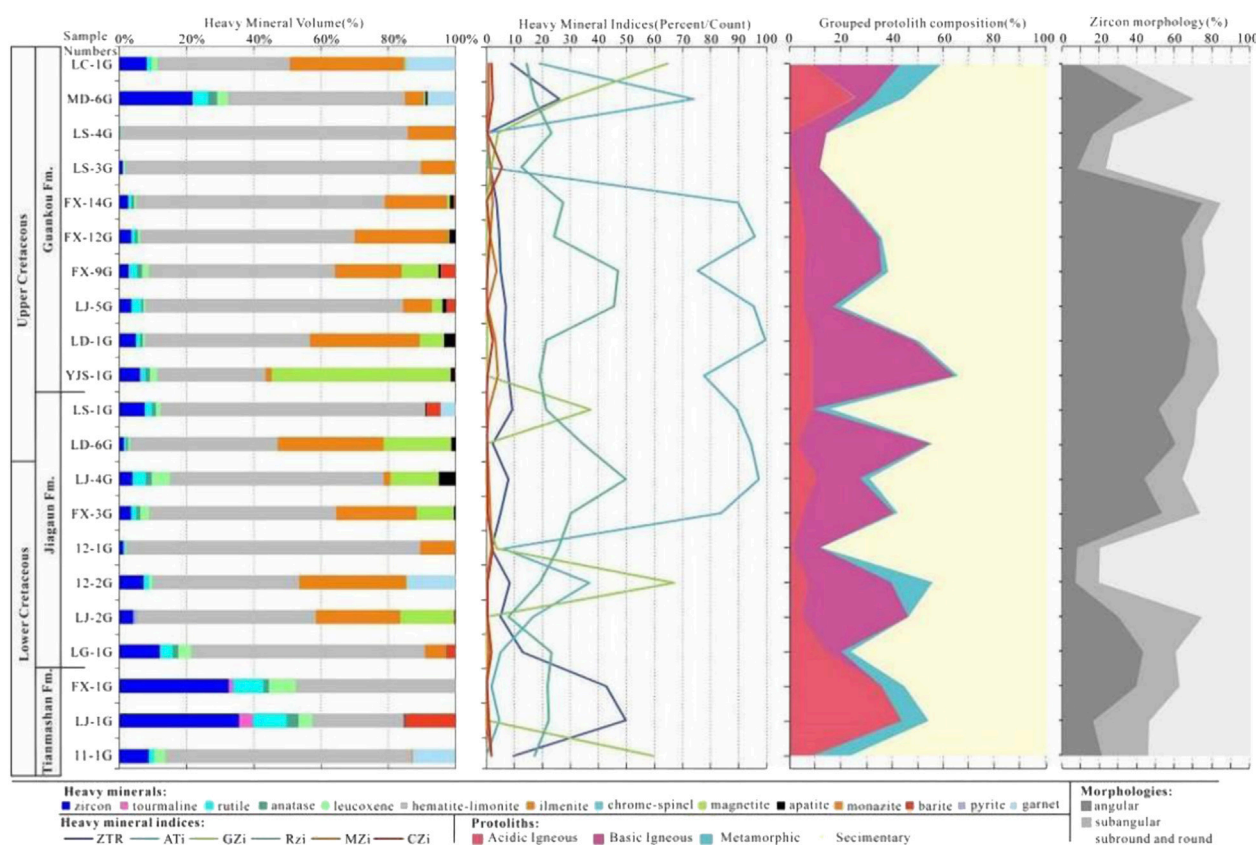 Heavy Mineral Volume(%)
Heavy Mineral Indices(Percent/Count)
Grouped protolith composition(%)
Zircon morphology(%)
Sample
Numbers
0% 20% 40% 60% 80% 100%
0 10 20 30 40 50 60 70 80 90 100
0 20 40 60 80 100
0 20 40 60 80 100
Upper Cretaceous
Lower Cretaceous
Guankou Fm.
Jiagaun Fm.
Tianmashan Fm.
LC-1G
MD-6G
LS-4G
LS-3G
FX-14G
FX-12G
FX-9G
LJ-5G
LD-1G
YJS-1G
LS-1G
LD-6G
LJ-4G
FX-3G
12-1G
12-2G
LJ-2G
LG-1G
FX-1G
LJ-1G
11-1G
Heavy minerals:
zircon tourmaline rutile anatase leucoxene hematite-limonite ilmenite chrome-spinel magnetite apatite monazite barite pyrite garnet
Heavy mineral indices:
ZTR ATi GZi Rzi MZi CZi
Protoliths:
Acidic Igneous Basic Igneous Metamorphic Secimentary
Morphologies:
angular
subangular
subround and round